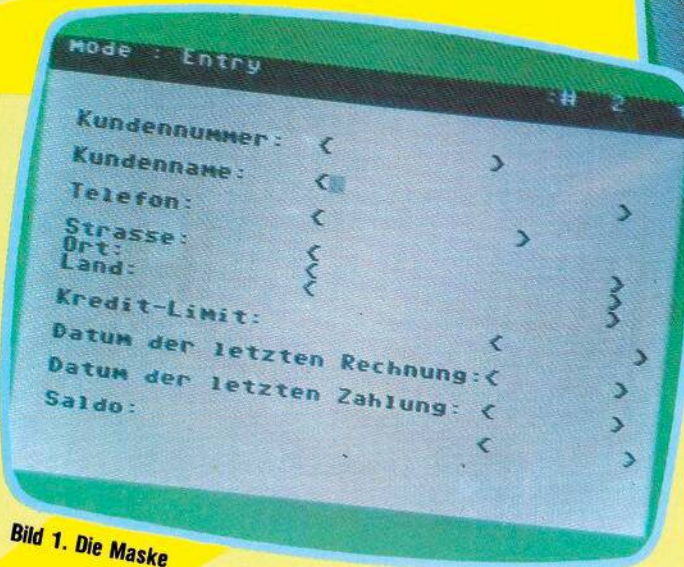 Mode : Entry :# 2
Kundennummer: < >
Kundenname: < >
Telefon: < >
Strasse: < >
Ort: < >
Land: < >
Kredit-Limit: < >
Datum der letzten Rechnung:< >
Datum der letzten Zahlung: < >
Saldo: < >
Bild 1. Die Maske